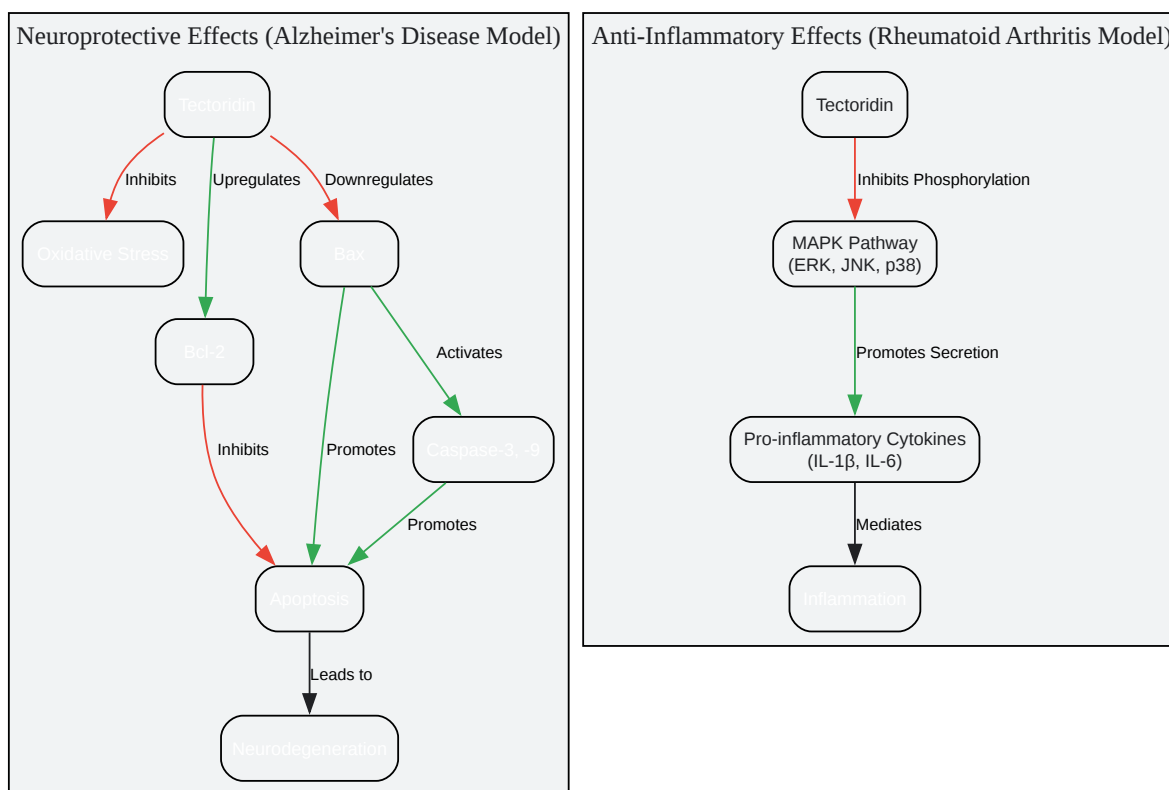 Neuroprotective Effects (Alzheimer's Disease Model)
Tectoridin
Inhibits
Upregulates
Downregulates
Oxidative Stress
Bax
Bcl-2
Activates
Inhibits
Promotes
Caspase-3, -9
Promotes
Apoptosis
Leads to
Neurodegeneration
Anti-Inflammatory Effects (Rheumatoid Arthritis Model)
Tectoridin
Inhibits Phosphorylation
MAPK Pathway
(ERK, JNK, p38)
Promotes Secretion
Pro-inflammatory Cytokines
(IL-1β, IL-6)
Mediates
Inflammation